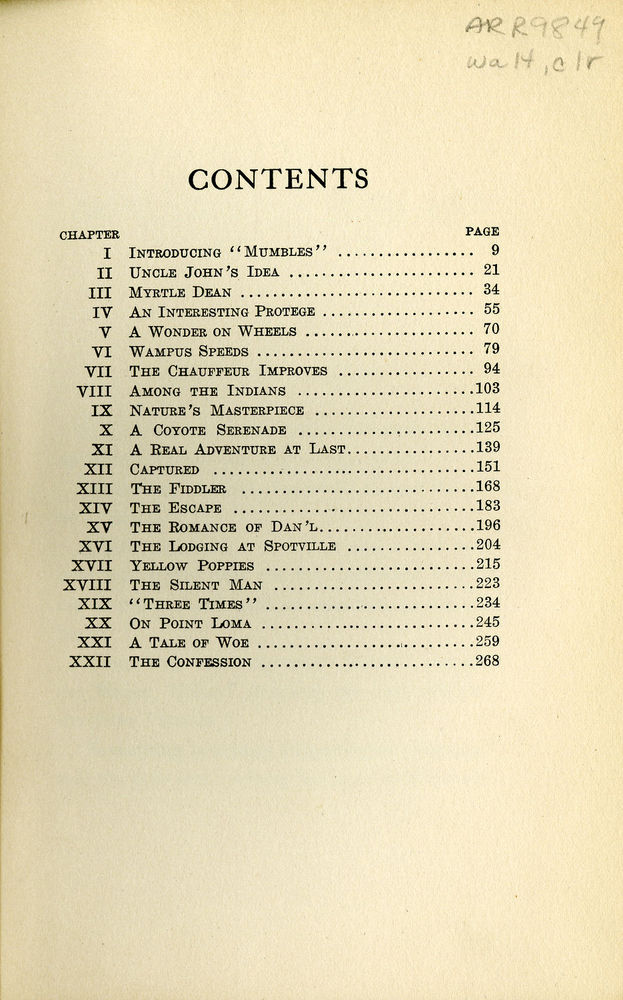 ARR9849
wa14, c1r
CONTENTS
CHAPTER PAGE
I INTRODUCING “MUMBLES” ................. 9
II UNCLE JOHN’S IDEA ....................... 21
III MYRTLE DEAN ............................. 34
IV AN INTERESTING PROTEGE ................... 55
V A WONDER ON WHEELS ..................... 70
VI WAMPUS SPEEDS ........................... 79
VII THE CHAUFFEUR IMPROVES ................. 94
VIII AMONG THE INDIANS ......................103
IX NATURE’S MASTERPIECE ....................114
X A COYOTE SERENADE ......................125
XI A REAL ADVENTURE AT LAST................139
XII CAPTURED ................................151
XIII THE FIDDLER .............................168
XIV THE ESCAPE ..............................183
XV THE ROMANCE OF DAN’L....................196
XVI THE LODGING AT SPOTVILLE ................204
XVII YELLOW POPPIES ..........................215
XVIII THE SILENT MAN .........................223
XIX “THREE TIMES” ..........................234
XX ON POINT LOMA ...........................245
XXI A TALE OF WOE ...........................259
XXII THE CONFESSION ..........................268